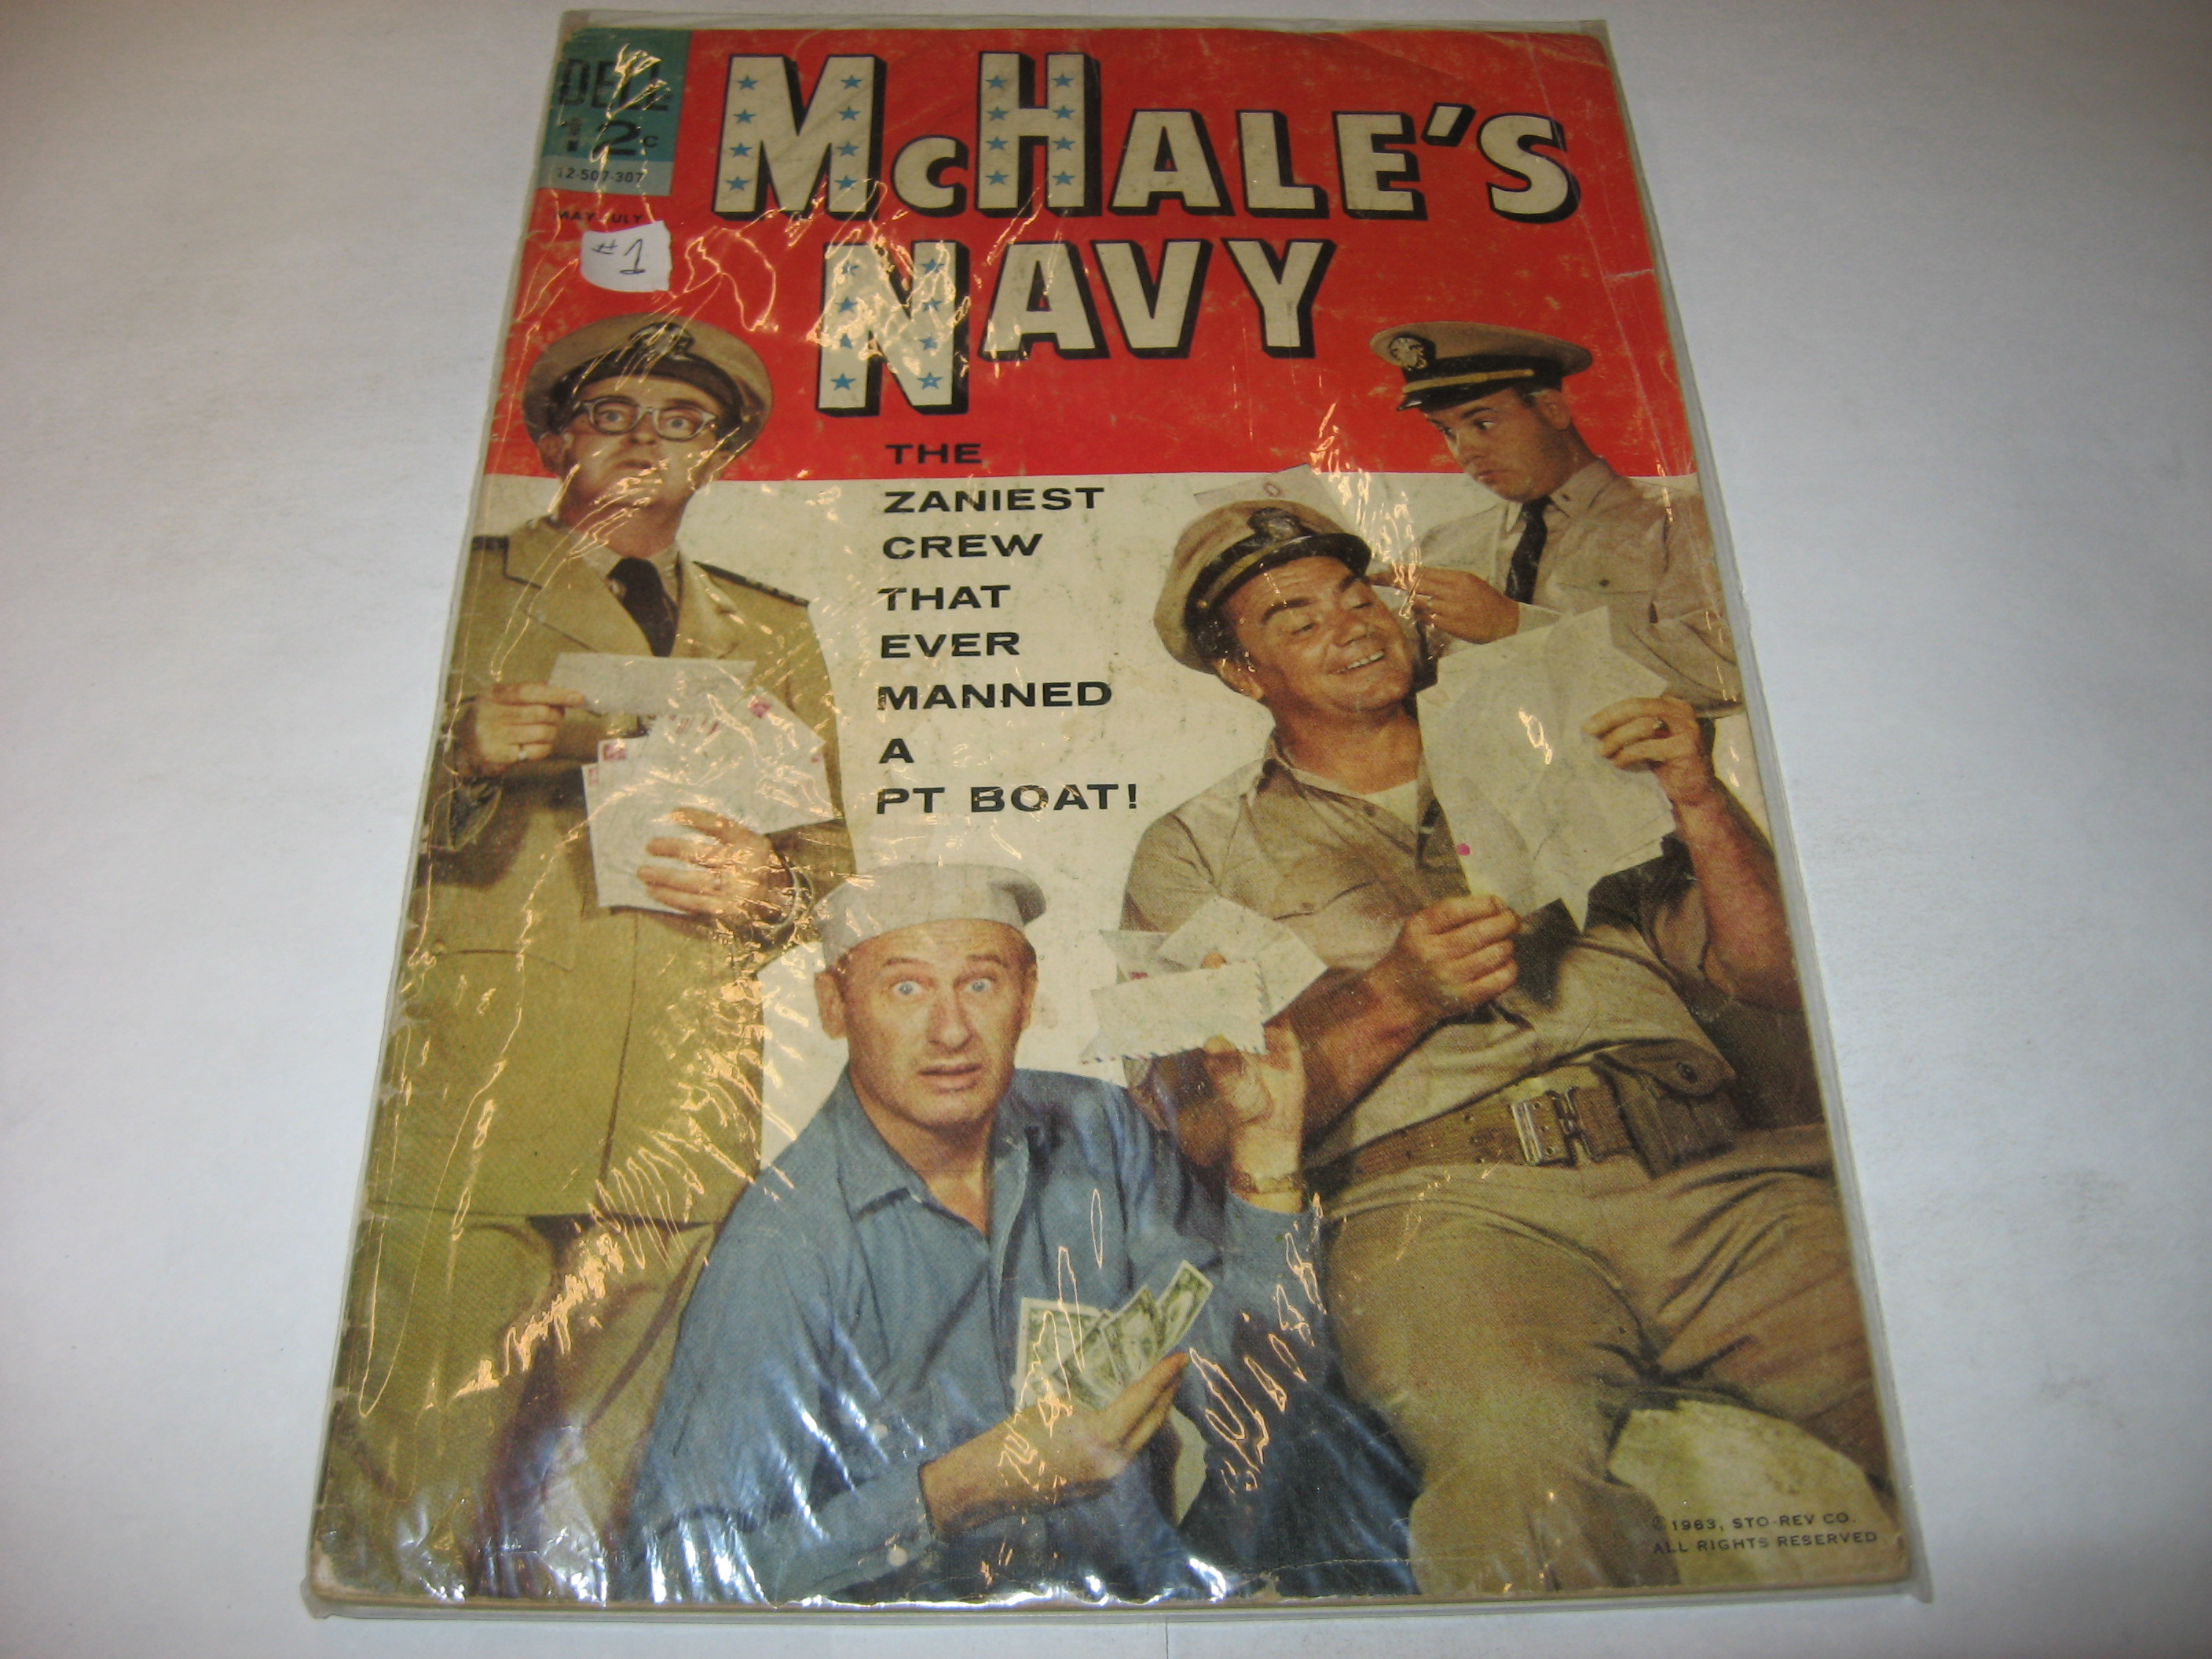 DELL
12c
12-507-307
MAY JULY
#1
McHALE'S
NAVY
THE
ZANIEST
CREW
THAT
EVER
MANNED
A
PT BOAT!
©1963, STO-REV CO.
ALL RIGHTS RESERVED